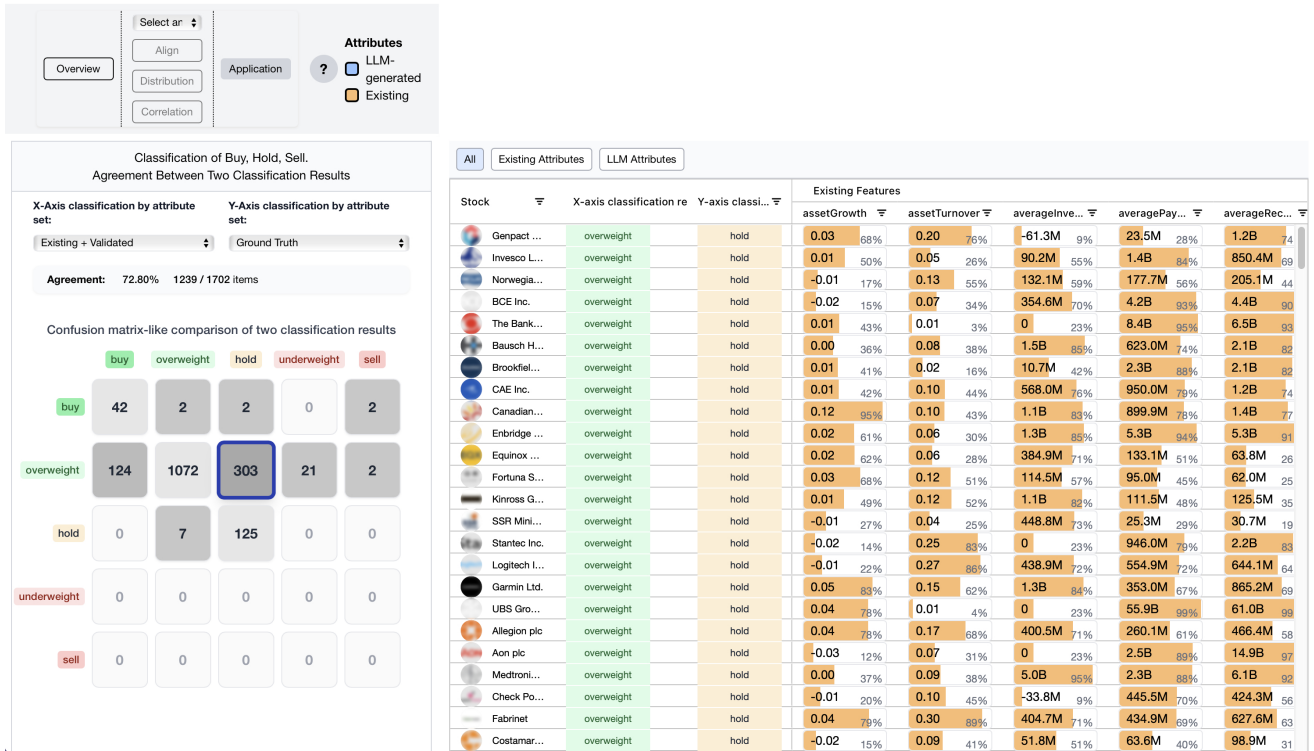 Select ar
Align
Overview
Distribution
Application
Correlation
?
Attributes
LLM-
generated
Existing
Classification of Buy, Hold, Sell.
Agreement Between Two Classification Results
X-Axis classification by attribute
set:
Y-Axis classification by attribute
set:
Existing + Validated
Ground Truth
Agreement: 72.80% 1239 / 1702 items
Confusion matrix-like comparison of two classification results
buy overweight hold underweight sell
buy 42 2 2 0 2
overweight 124 1072 303 21 2
hold 0 7 125 0 0
underweight 0 0 0 0 0
sell 0 0 0 0 0
All Existing Attributes LLM Attributes
Existing Features
Stock X-axis classification re Y-axis classi...
assetGrowth assetTurnover averageInve... averagePay... averageRec...
Genpact ... overweight hold 0.03 68% 0.20 76% -61.3M 9% 23.5M 28% 1.2B 74
Invesco L... overweight hold 0.01 50% 0.05 26% 90.2M 55% 1.4B 84% 850.4M 69
Norwegia... overweight hold -0.01 17% 0.13 55% 132.1M 59% 177.7M 56% 205.1M 44
BCE Inc. overweight hold -0.02 15% 0.07 34% 354.6M 70% 4.2B 93% 4.4B 90
The Bank... overweight hold 0.01 43% 0.01 3% 0 23% 8.4B 95% 6.5B 93
Bausch H... overweight hold 0.00 36% 0.08 38% 1.5B 85% 623.0M 74% 2.1B 82
Brookfiel... overweight hold 0.01 41% 0.02 16% 10.7M 42% 2.3B 88% 2.1B 82
CAE Inc. overweight hold 0.01 42% 0.10 44% 568.0M 76% 950.0M 79% 1.2B 74
Canadian... overweight hold 0.12 95% 0.10 43% 1.1B 83% 899.9M 78% 1.4B 77
Enbridge ... overweight hold 0.02 61% 0.06 30% 1.3B 85% 5.3B 94% 5.3B 91
Equinox ... overweight hold 0.02 62% 0.06 28% 384.9M 71% 133.1M 51% 63.8M 26
Fortuna S... overweight hold 0.03 68% 0.12 51% 114.5M 57% 95.0M 45% 62.0M 25
Kinross G... overweight hold 0.01 49% 0.12 52% 1.1B 82% 111.5M 48% 125.5M 35
SSR Mini... overweight hold -0.01 27% 0.04 25% 448.8M 73% 25.3M 29% 30.7M 19
Stantec Inc. overweight hold -0.02 14% 0.25 83% 0 23% 946.0M 79% 2.2B 83
Logitech I... overweight hold -0.01 22% 0.27 86% 438.9M 72% 554.9M 72% 644.1M 64
Garmin Ltd. overweight hold 0.05 83% 0.15 62% 1.3B 84% 353.0M 67% 865.2M 69
UBS Gro... overweight hold 0.04 78% 0.01 4% 0 23% 55.9B 99% 61.0B 99
Allegion plc overweight hold 0.04 78% 0.17 68% 400.5M 71% 260.1M 61% 466.4M 58
Aon plc overweight hold -0.03 12% 0.07 31% 0 23% 2.5B 89% 14.9B 97
Medtroni... overweight hold 0.00 37% 0.09 38% 5.0B 95% 2.3B 88% 6.1B 92
Check Po... overweight hold -0.01 20% 0.10 45% -33.8M 9% 445.5M 70% 424.3M 56
Fabrinet overweight hold 0.04 79% 0.30 89% 404.7M 71% 434.9M 69% 627.6M 63
Costamar... overweight hold -0.02 15% 0.09 41% 51.8M 51% 63.6M 40% 98.9M 31